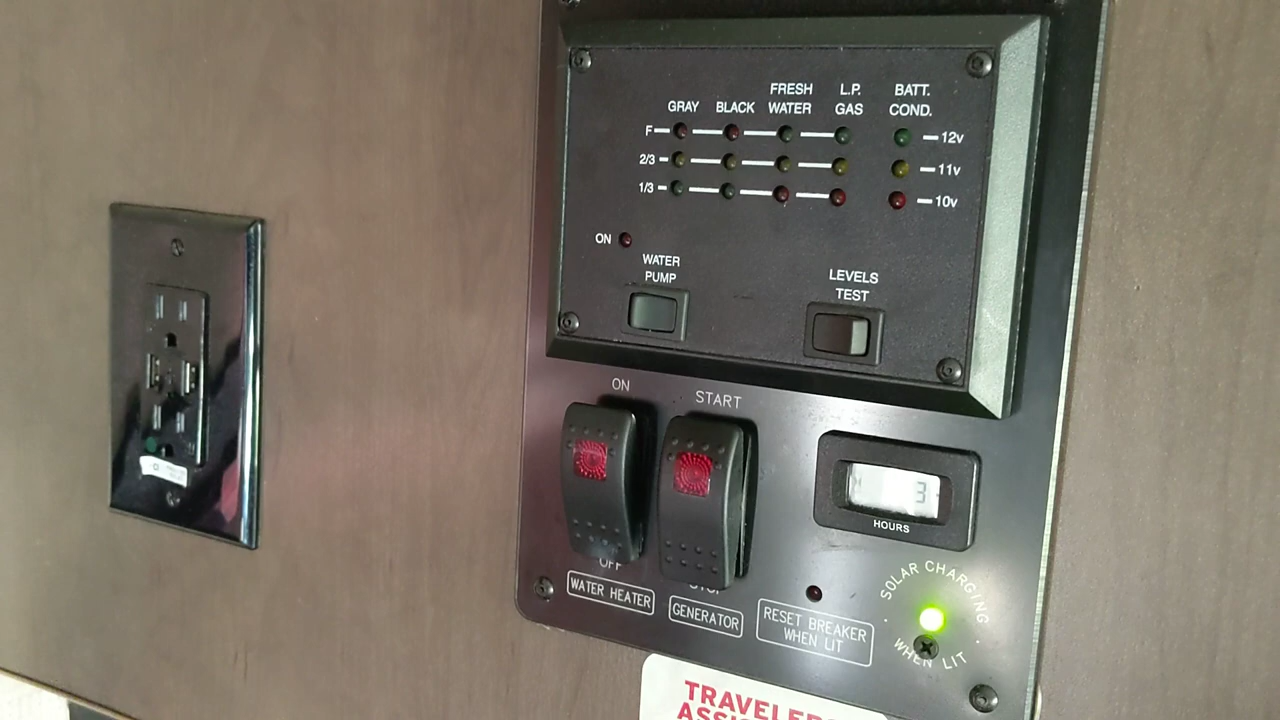 FRESH L.P. BATT.
GRAY BLACK WATER GAS COND.
F 12v
2/3 11v
1/3 10v
ON
WATER
PUMP
LEVELS
TEST
ON START
3
HOURS
OFF
WATER HEATER
GENERATOR
RESET BREAKER
WHEN LIT
SOLAR CHARGING
WHEN LIT